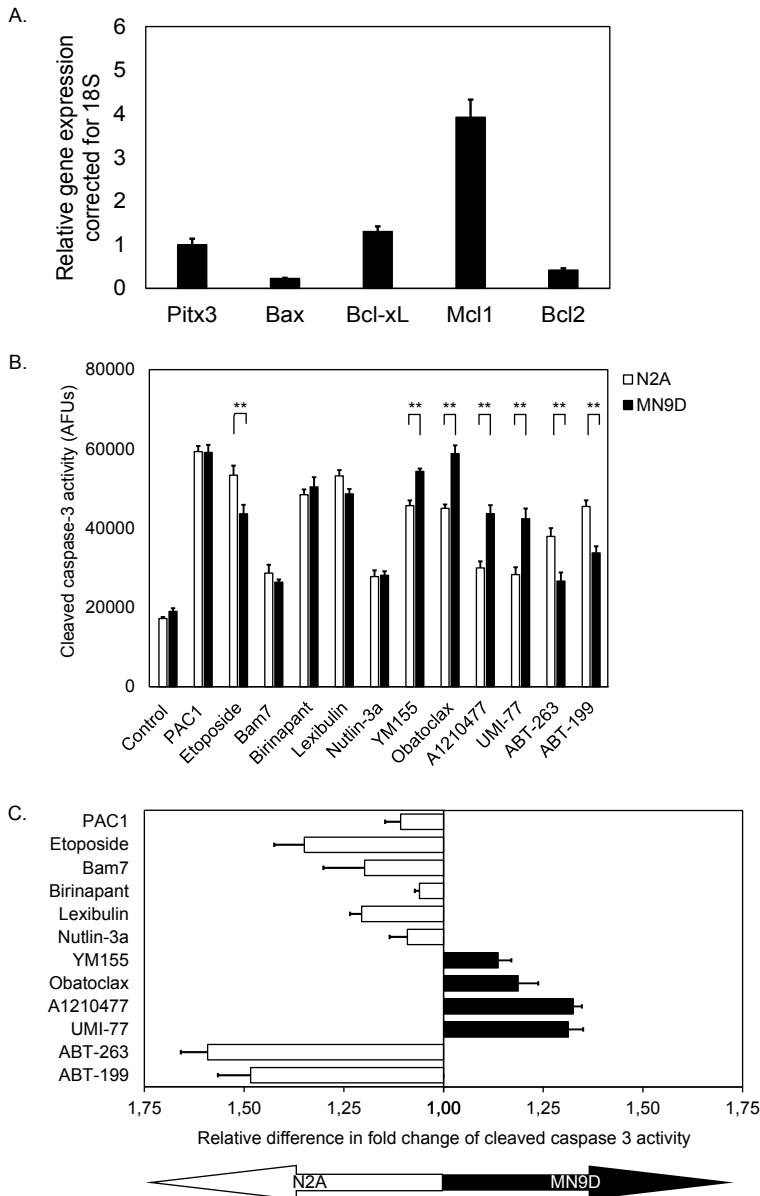 A.
Relative gene expression
corrected for 18S
6
5
4
3
2
1
0
Pitx3 Bax Bcl-xL Mcl1 Bcl2
B.
Cleaved caspase-3 activity (AFUs)
80000
60000
40000
20000
0
** ** ** ** ** ** **
N2A
MN9D
Control
PAC1
Etoposide
Bam7
Birinapant
Lexibulin
Nutlin-3a
YM155
Obatoclax
A1210477
UMI-77
ABT-263
ABT-199
C.
PAC1
Etoposide
Bam7
Birinapant
Lexibulin
Nutlin-3a
YM155
Obatoclax
A1210477
UMI-77
ABT-263
ABT-199
1,75 1,50 1,25 1,00 1,25 1,50 1,75
Relative difference in fold change of cleaved caspase 3 activity
N2A MN9D